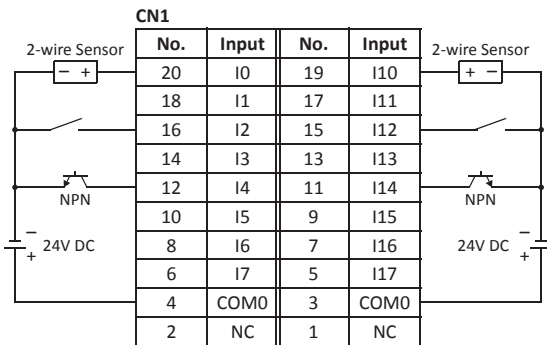 CN1
No. Input No. Input
2-wire Sensor 2-wire Sensor
− + 20 I0 19 I10 + −
18 I1 17 I11
16 I2 15 I12
14 I3 13 I13
12 I4 11 I14
NPN NPN
10 I5 9 I15
− 24V DC + 8 I6 7 I16 24V DC − +
6 I7 5 I17
4 COM0 3 COM0
2 NC 1 NC